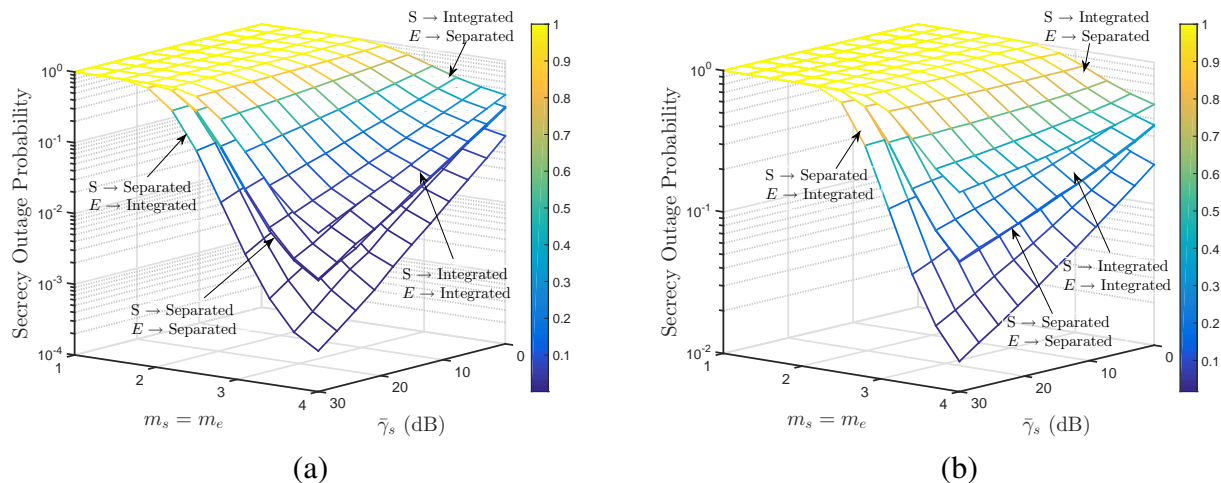 S → Integrated
E → Separated
Secrecy Outage Probability
10^0
10^-1
10^-2
10^-3
10^-4
S → Separated
E → Integrated
S → Integrated
E → Integrated
S → Separated
E → Separated
1
2
3
4
m_s = m_e
30
20
10
0
γ̄_s (dB)
1
0.9
0.8
0.7
0.6
0.5
0.4
0.3
0.2
0.1
(a)
S → Integrated
E → Separated
Secrecy Outage Probability
10^0
10^-1
10^-2
S → Separated
E → Integrated
S → Integrated
E → Integrated
S → Separated
E → Separated
1
2
3
4
m_s = m_e
30
20
10
0
γ̄_s (dB)
1
0.9
0.8
0.7
0.6
0.5
0.4
0.3
0.2
0.1
(b)